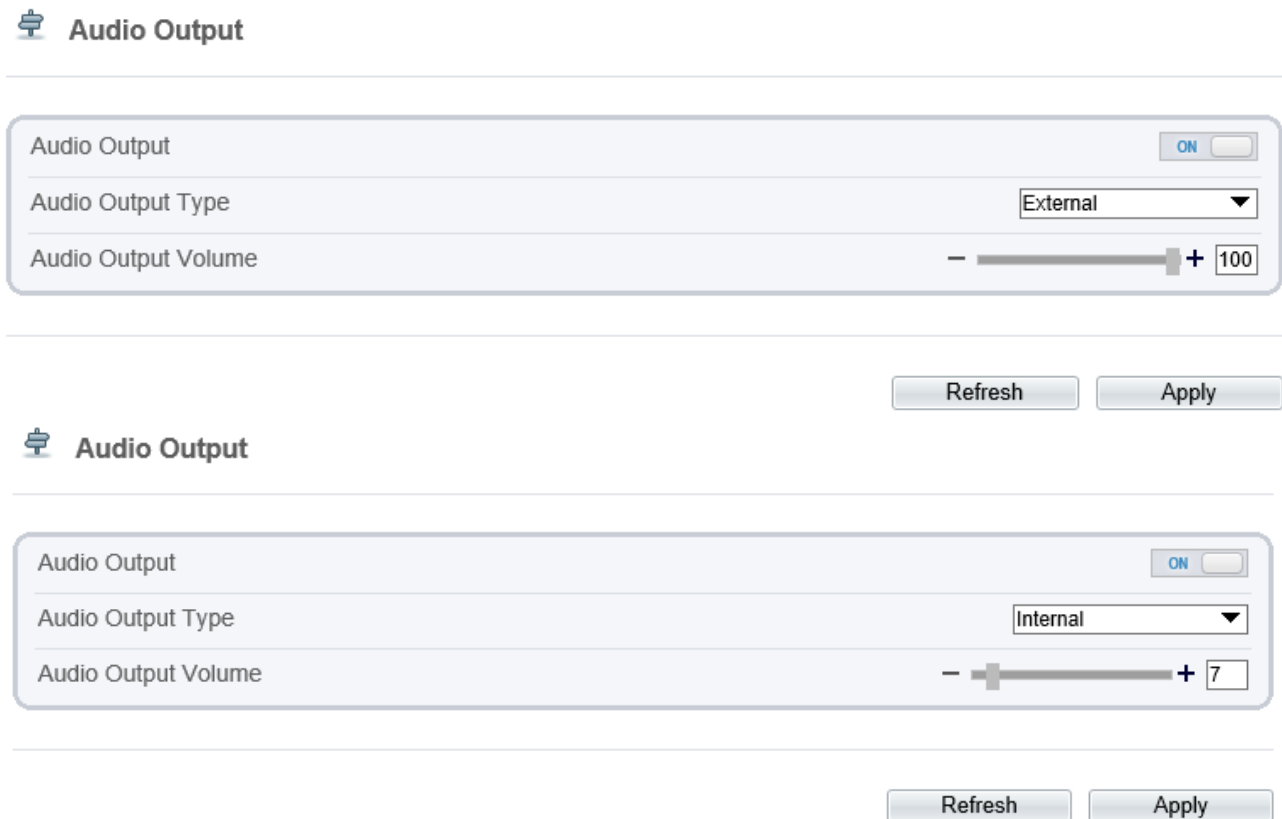 Audio Output
Audio Output ON
Audio Output Type External
Audio Output Volume − + 100
Refresh Apply
Audio Output
Audio Output ON
Audio Output Type Internal
Audio Output Volume − + 7
Refresh Apply